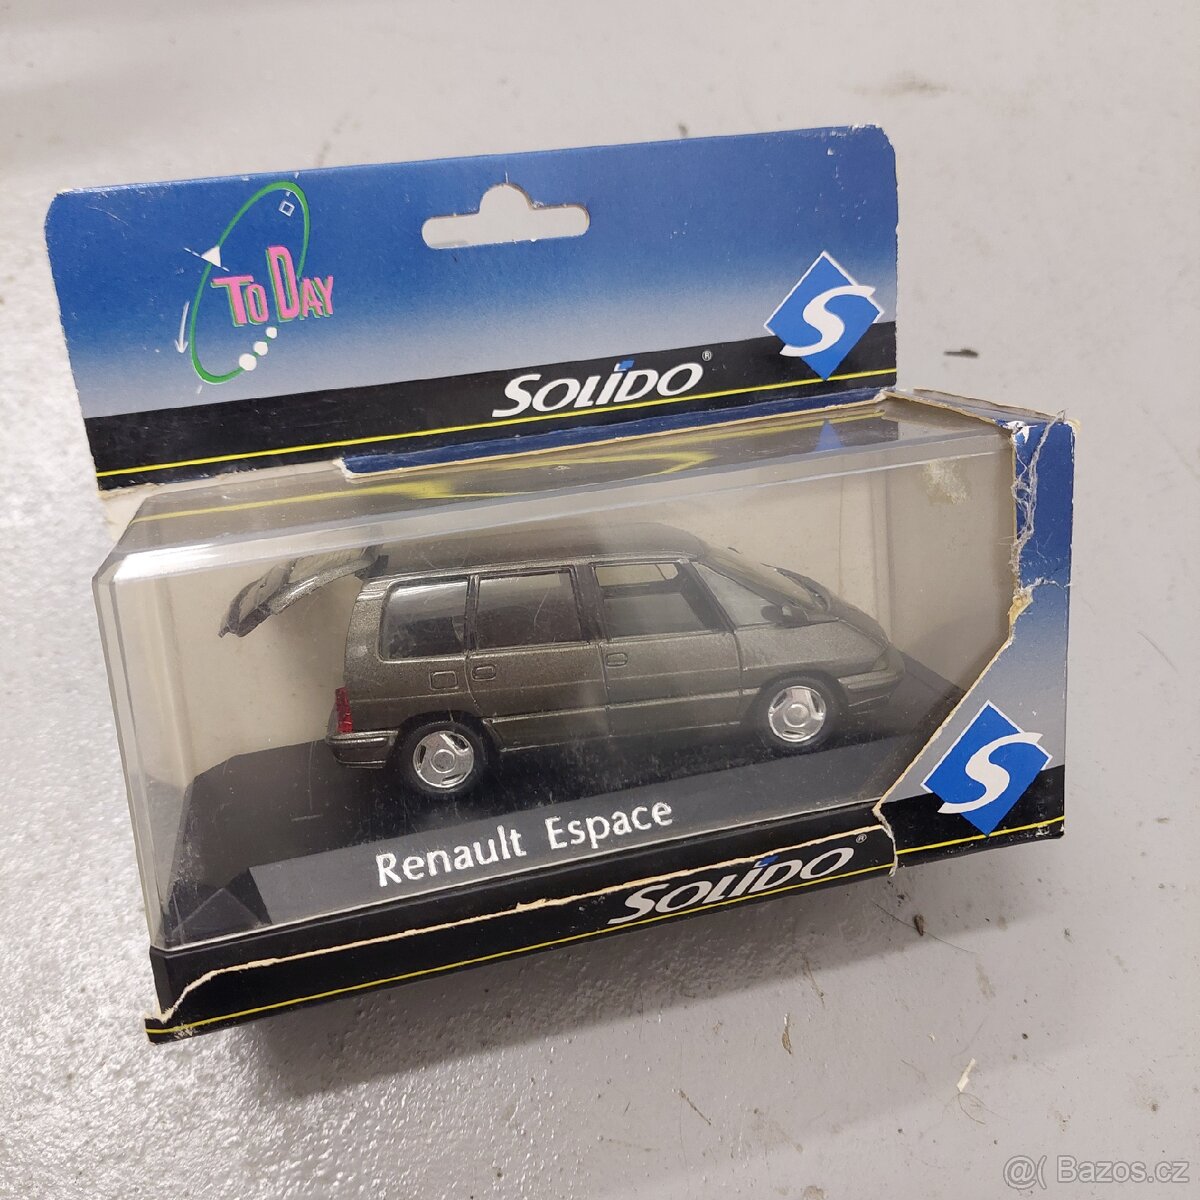 TO DAY
S
SOLIDO®
Renault Espace
S
SOLIDO®
@( Bazos.cz